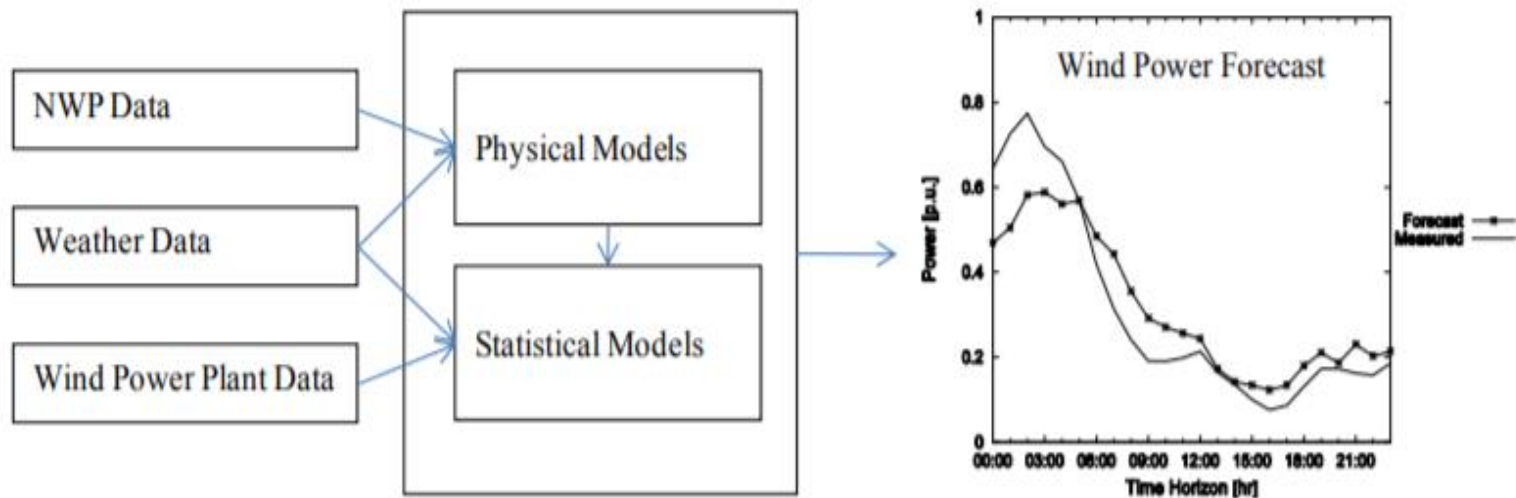 NWP Data
Weather Data
Wind Power Plant Data
Physical Models
Statistical Models
Wind Power Forecast
Power [p.u.]
1
0.8
0.6
0.4
0.2
0
00:00 03:00 06:00 09:00 12:00 15:00 18:00 21:00
Time Horizon [hr]
Forecast
Measured